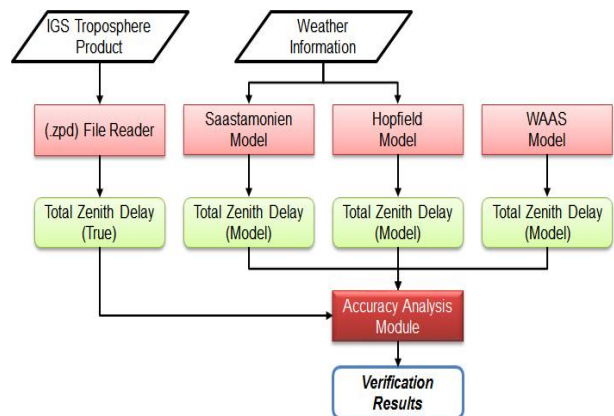 IGS Troposphere
Product
Weather
Information
(.zpd) File Reader
Saastamonien
Model
Hopfield
Model
WAAS
Model
Total Zenith Delay
(True)
Total Zenith Delay
(Model)
Total Zenith Delay
(Model)
Total Zenith Delay
(Model)
Accuracy Analysis
Module
Verification
Results